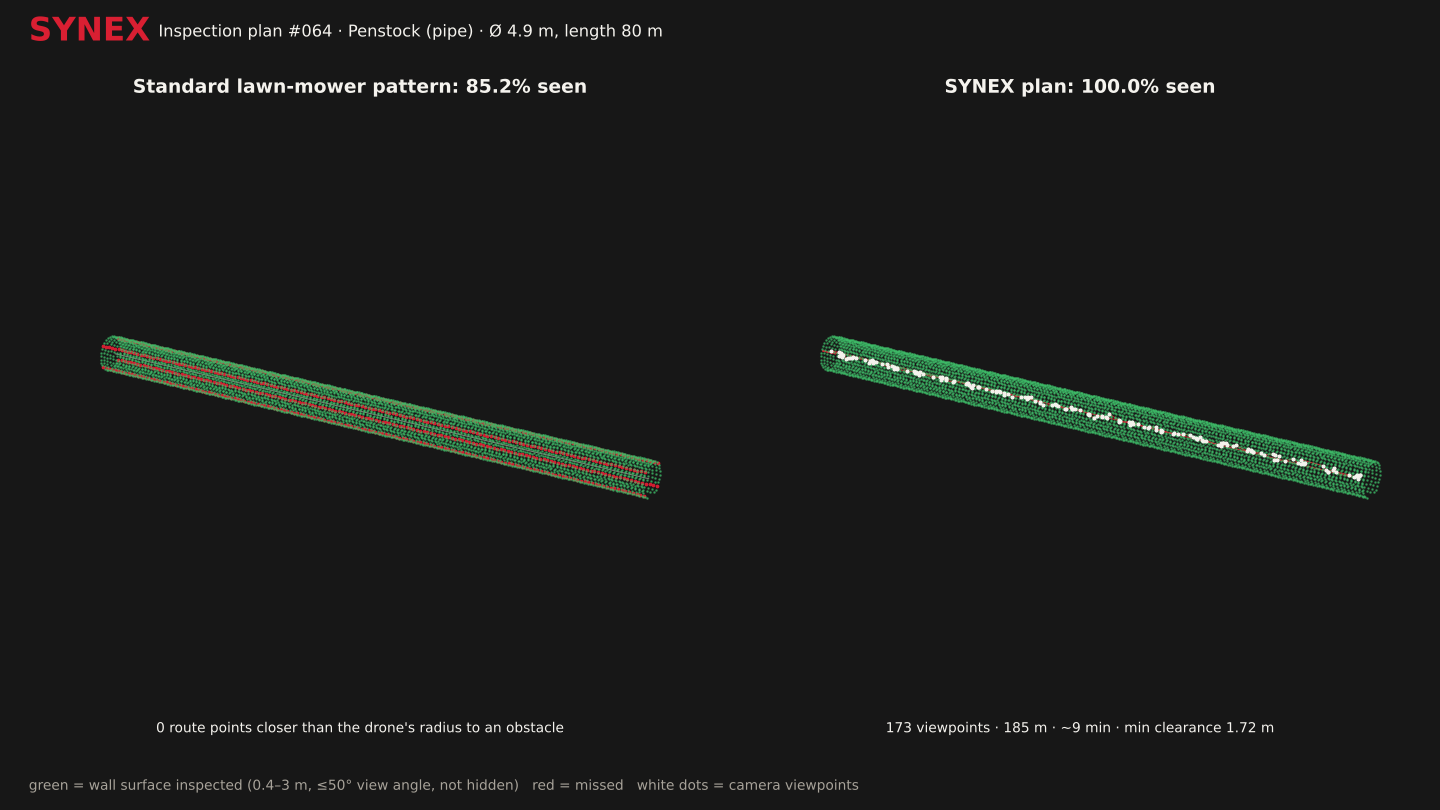 SYNEX Inspection plan #064 · Penstock (pipe) · Ø 4.9 m, length 80 m
Standard lawn-mower pattern: 85.2% seen
SYNEX plan: 100.0% seen
0 route points closer than the drone's radius to an obstacle
173 viewpoints · 185 m · ~9 min · min clearance 1.72 m
green = wall surface inspected (0.4–3 m, ≤50° view angle, not hidden)   red = missed   white dots = camera viewpoints